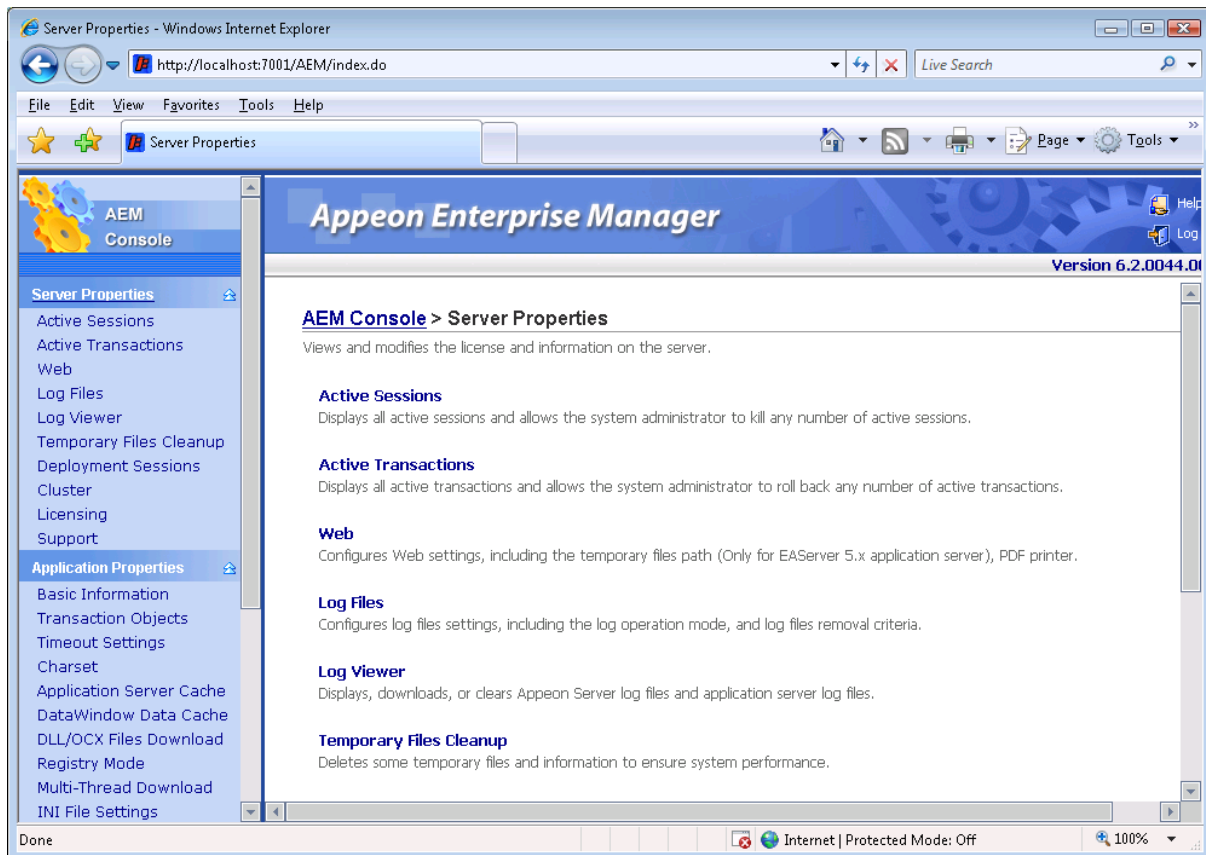 Server Properties - Windows Internet Explorer
http://localhost:7001/AEM/index.do
Live Search
File Edit View Favorites Tools Help
Server Properties
Page Tools
AEM
Console
Appeon Enterprise Manager
Help
Log
Version 6.2.0044.0
Server Properties
Active Sessions
Active Transactions
Web
Log Files
Log Viewer
Temporary Files Cleanup
Deployment Sessions
Cluster
Licensing
Support
Application Properties
Basic Information
Transaction Objects
Timeout Settings
Charset
Application Server Cache
DataWindow Data Cache
DLL/OCX Files Download
Registry Mode
Multi-Thread Download
INI File Settings
AEM Console > Server Properties
Views and modifies the license and information on the server.
Active Sessions
Displays all active sessions and allows the system administrator to kill any number of active sessions.
Active Transactions
Displays all active transactions and allows the system administrator to roll back any number of active transactions.
Web
Configures Web settings, including the temporary files path (Only for EAServer 5.x application server), PDF printer.
Log Files
Configures log files settings, including the log operation mode, and log files removal criteria.
Log Viewer
Displays, downloads, or clears Appeon Server log files and application server log files.
Temporary Files Cleanup
Deletes some temporary files and information to ensure system performance.
Done
Internet | Protected Mode: Off
100%